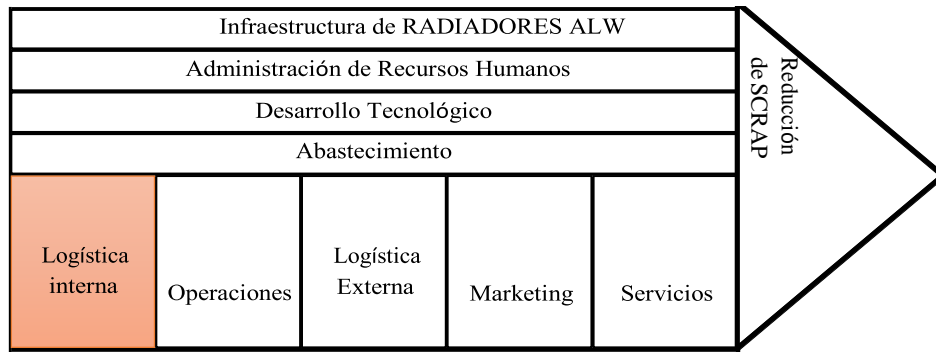 Infraestructura de RADIADORES ALW
Administración de Recursos Humanos
Desarrollo Tecnológico
Abastecimiento
Logística
interna
Operaciones
Logística
Externa
Marketing
Servicios
Reducción
de SCRAP